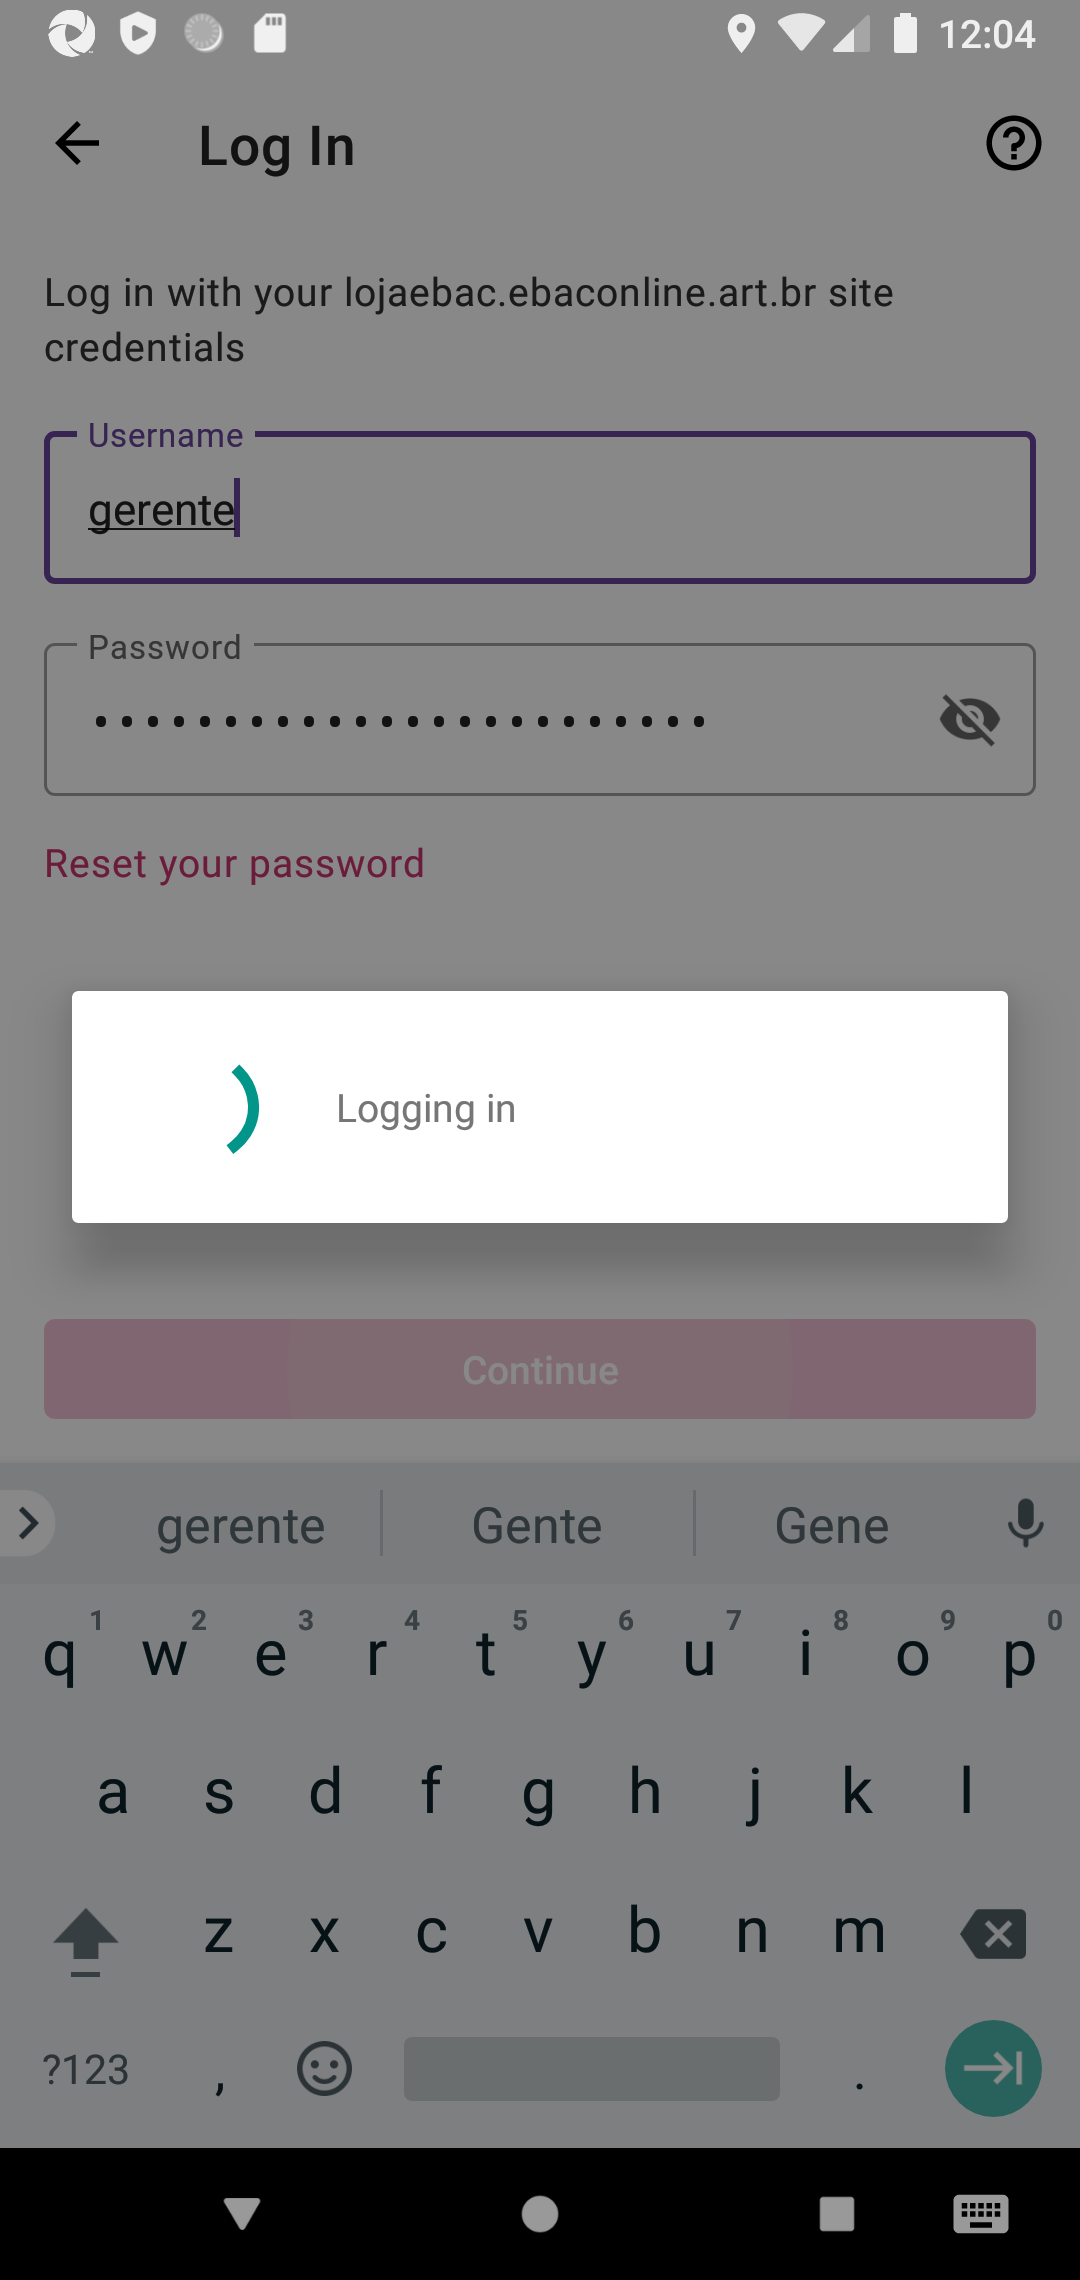 12:04
Log In
Log in with your lojaebac.ebaconline.art.br site
credentials
Username
gerente
Password
••••••••••••••••••••••••
Reset your password
Logging in
Continue
gerente Gente Gene
1 2 3 4 5 6 7 8 9 0
q w e r t y u i o p
a s d f g h j k l
z x c v b n m
?123 , .